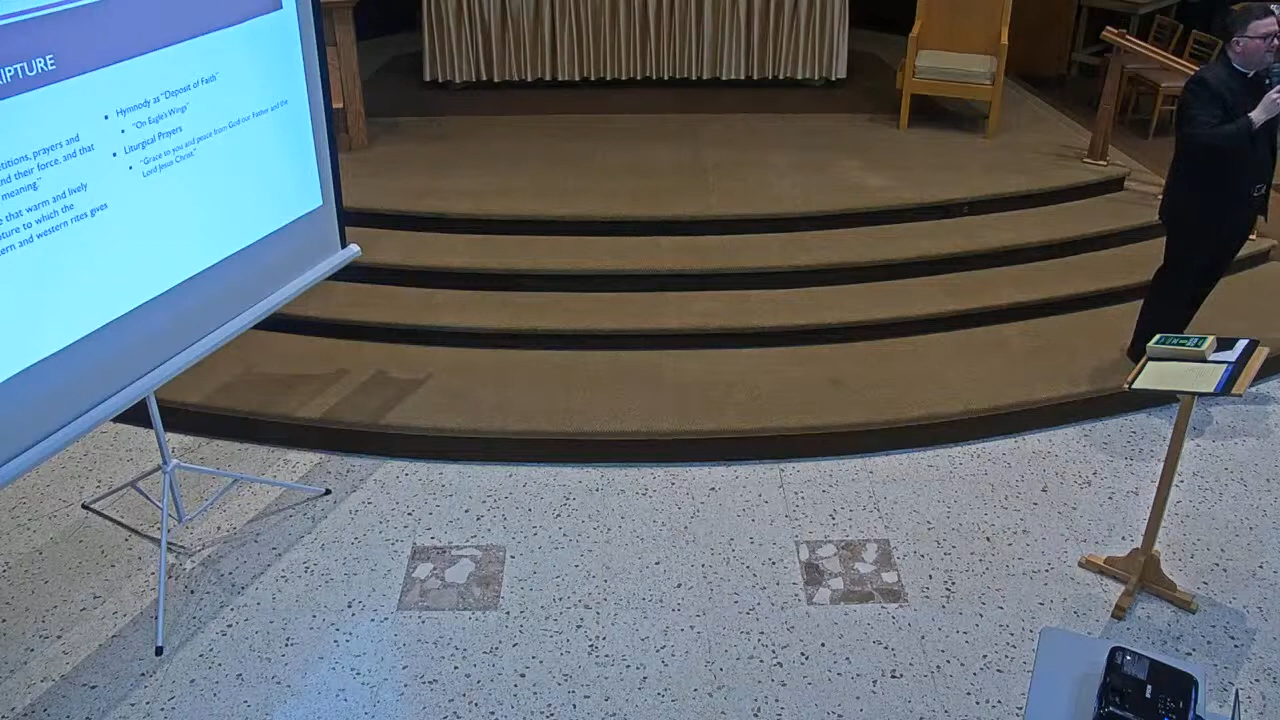 IPTURE
etitions, prayers and
nd their force, and that
meaning."
e that warm and lively
ture to which the
ern and western rites gives
Hymnody as "Deposit of Faith"
"On Eagle's Wings"
Liturgical Prayers
"Grace to you and peace from God our Father and the
Lord Jesus Christ."